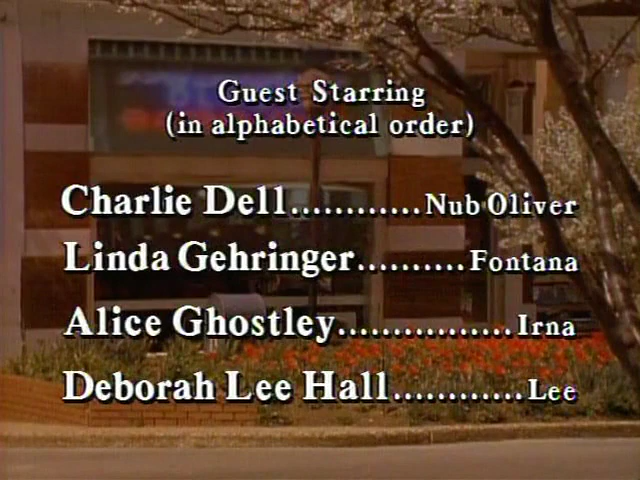 Guest Starring
(in alphabetical order)
Charlie Dell............Nub Oliver
Linda Gehringer..........Fontana
Alice Ghostley................Irna
Deborah Lee Hall............Lee